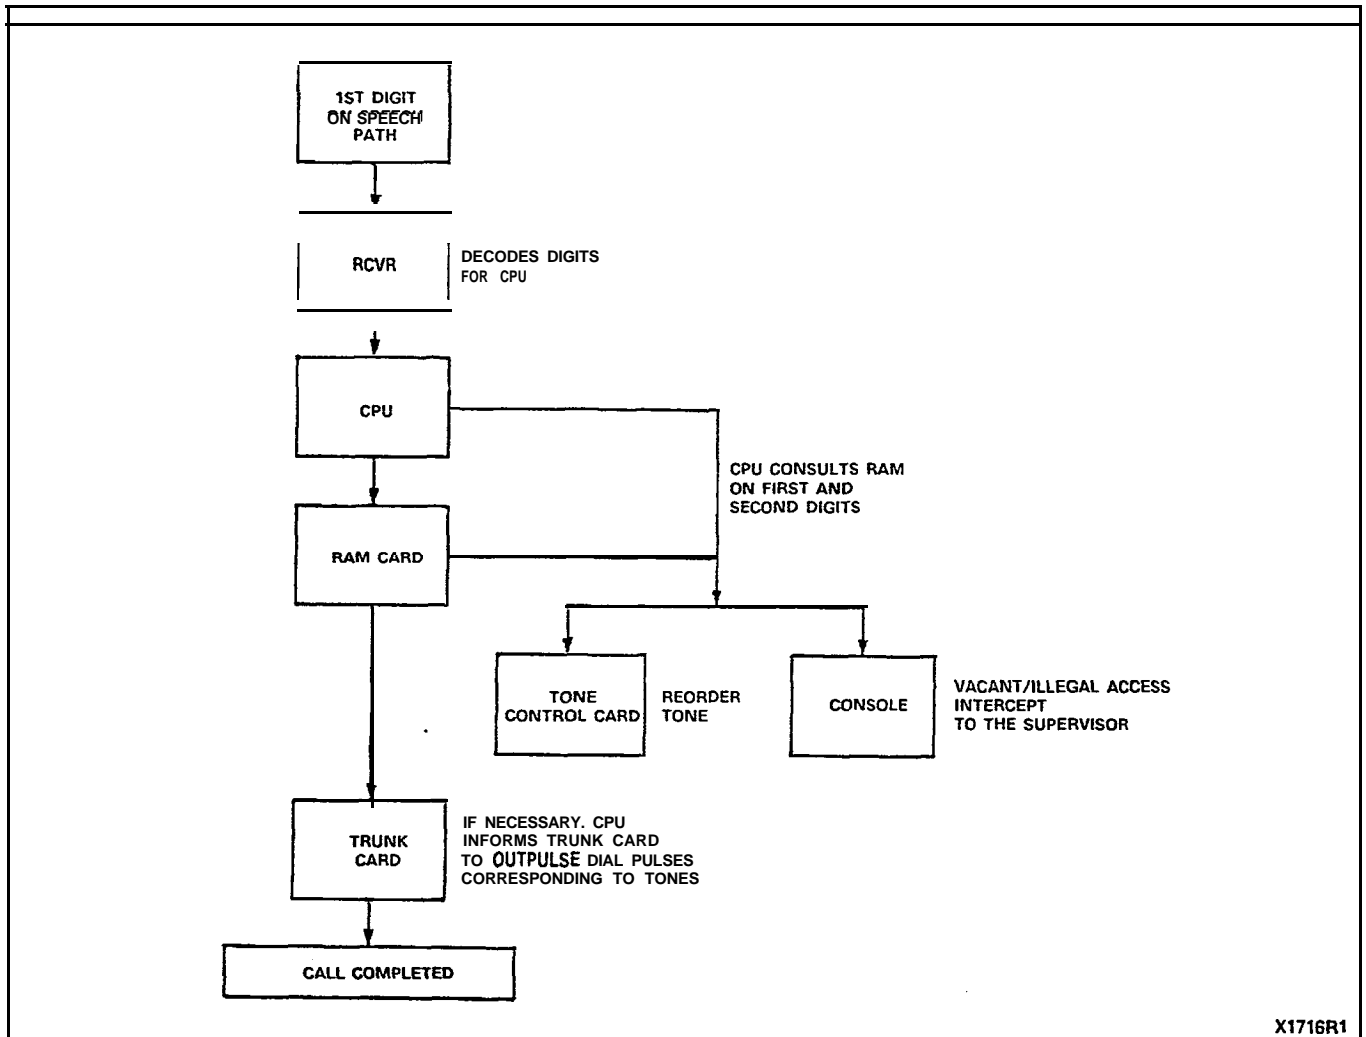 1ST DIGIT
ON SPEECH
PATH
RCVR
DECODES DIGITS
FOR CPU
CPU
CPU CONSULTS RAM
ON FIRST AND
SECOND DIGITS
RAM CARD
TONE
CONTROL CARD
REORDER
TONE
CONSOLE
VACANT/ILLEGAL ACCESS
INTERCEPT
TO THE SUPERVISOR
TRUNK
CARD
IF NECESSARY. CPU
INFORMS TRUNK CARD
TO OUTPULSE DIAL PULSES
CORRESPONDING TO TONES
CALL COMPLETED
X1716R1